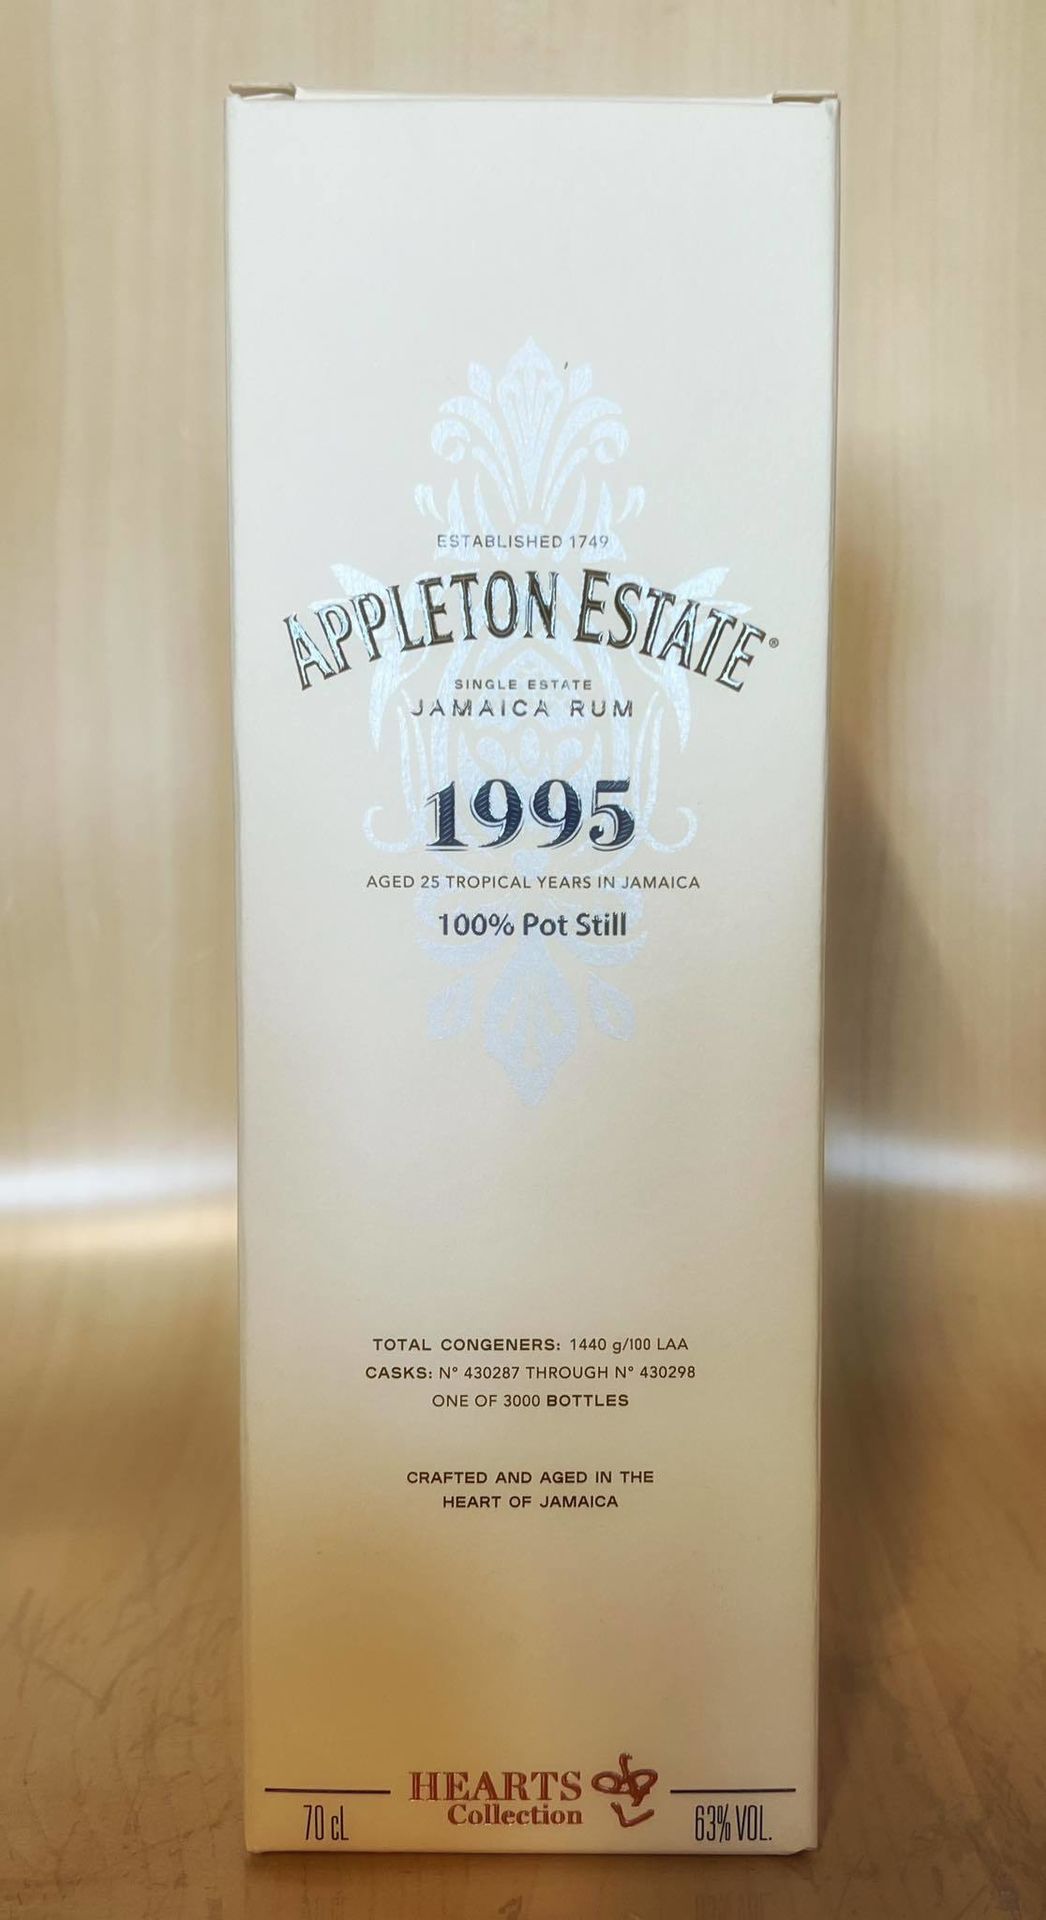 ESTABLISHED 1749
APPLETON ESTATE®
SINGLE ESTATE
JAMAICA RUM
1995
AGED 25 TROPICAL YEARS IN JAMAICA
100% Pot Still
TOTAL CONGENERS: 1440 g/100 LAA
CASKS: N° 430287 THROUGH N° 430298
ONE OF 3000 BOTTLES
CRAFTED AND AGED IN THE
HEART OF JAMAICA
HEARTS
Collection
70 cL
63% VOL.